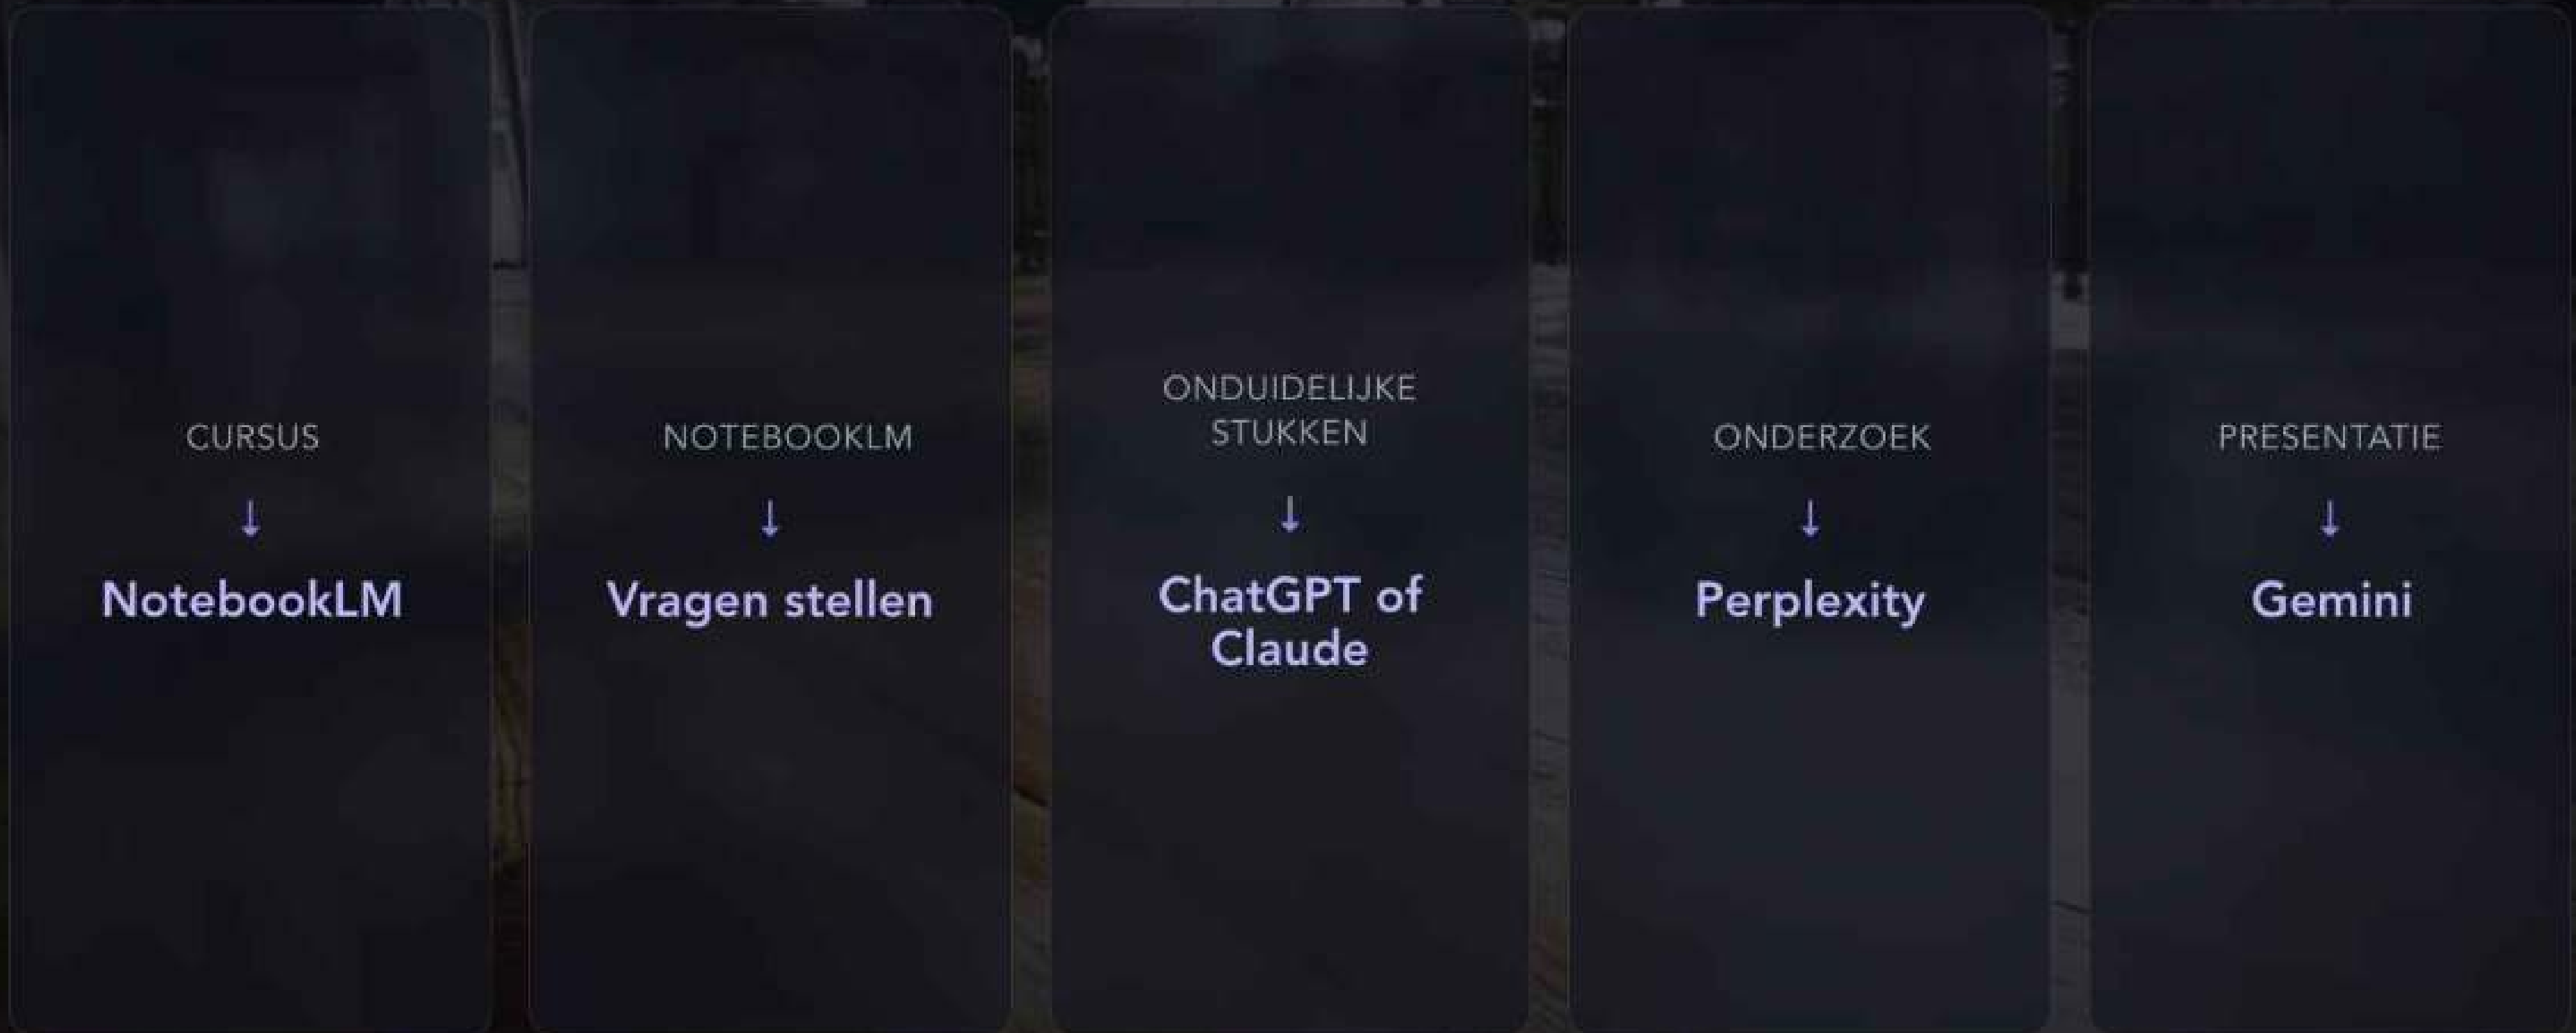 CURSUS
↓
NotebookLM
NOTEBOOKLM
↓
Vragen stellen
ONDUIDELIJKE
STUKKEN
↓
ChatGPT of
Claude
ONDERZOEK
↓
Perplexity
PRESENTATIE
↓
Gemini